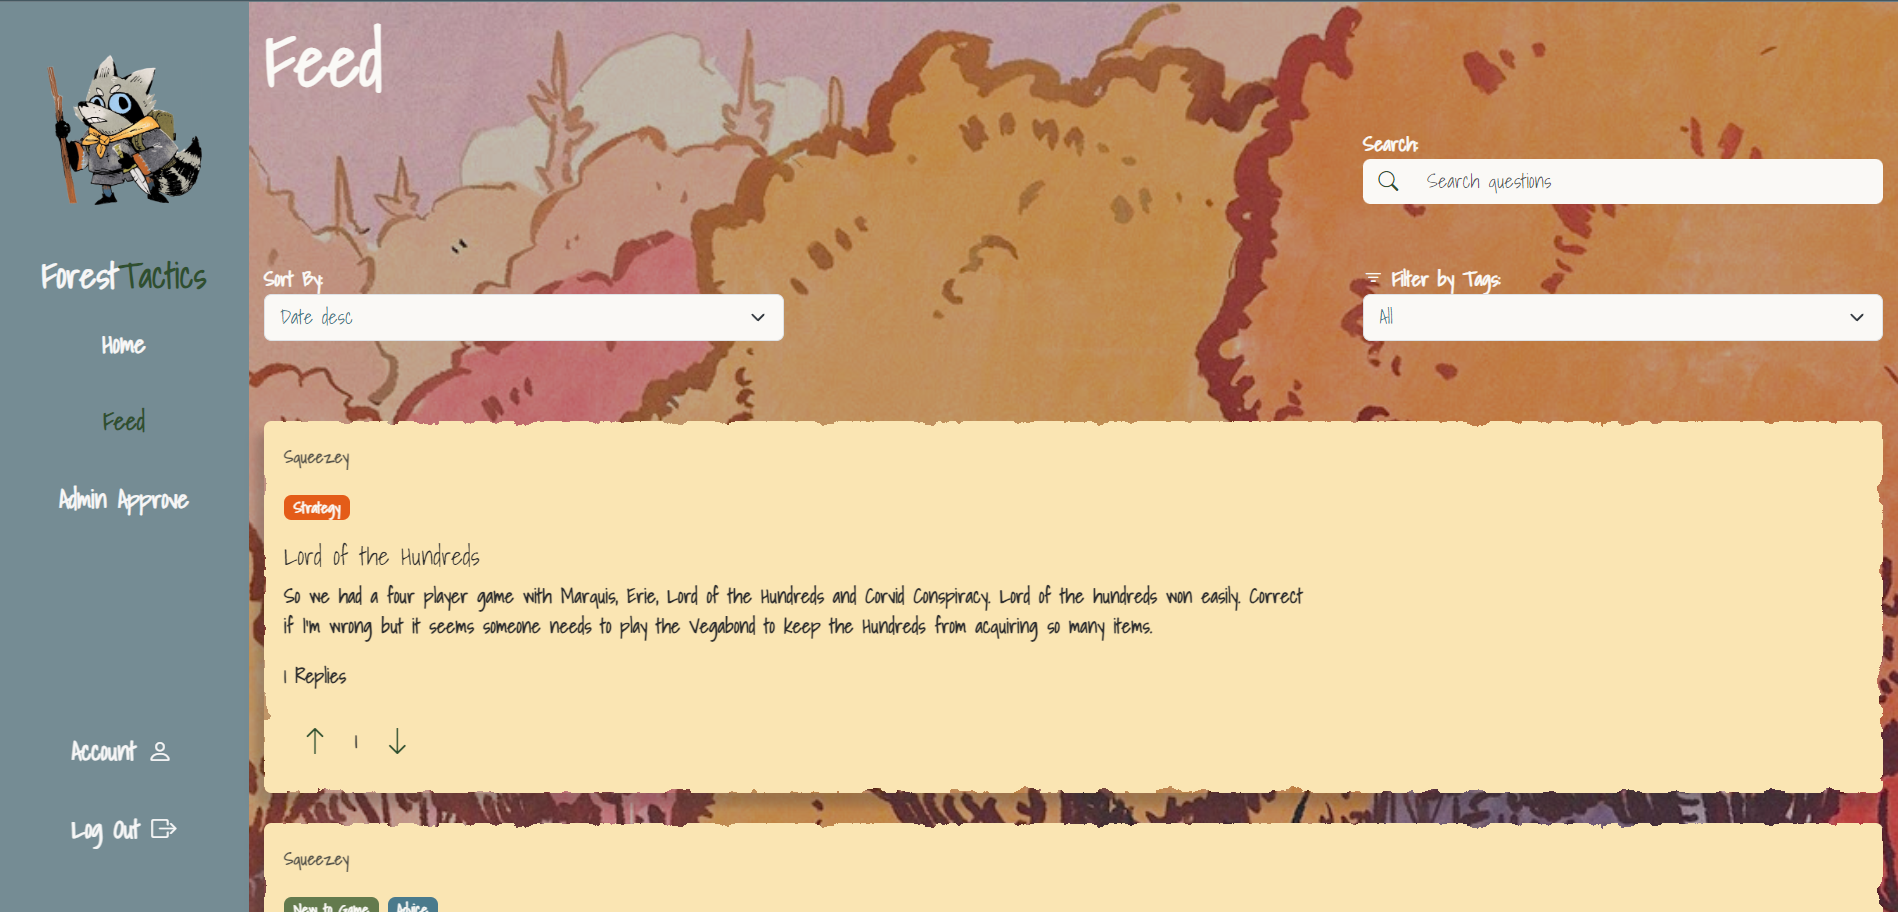 Forest Tactics
Home
Feed
Admin Approve
Account
Log Out
Feed
Search:
Search questions
Sort By:
Date desc
Filter by Tags:
All
Squeezey
Strategy
Lord of the Hundreds
So we had a four player game with Marquis, Erie, Lord of the Hundreds and Corvid Conspiracy. Lord of the hundreds won easily. Correct
if I'm wrong but it seems someone needs to play the Vegabond to keep the Hundreds from acquiring so many items.
1 Replies
1
Squeezey
New to Game
Advice